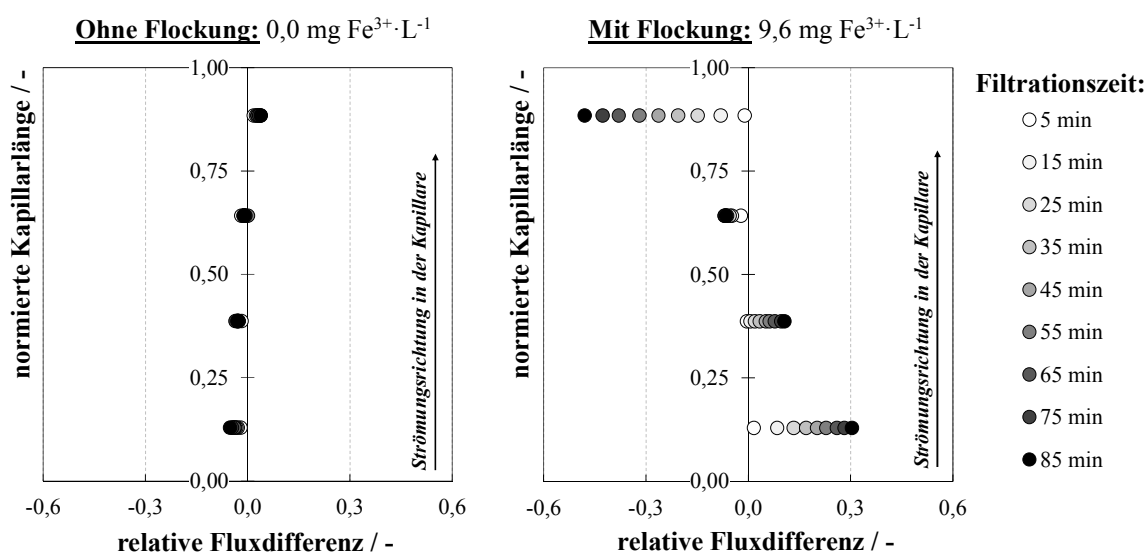 Ohne Flockung: 0,0 mg Fe³⁺·L⁻¹
normierte Kapillarlänge / -
1,00
0,75
0,50
0,25
0,00
Strömungsrichtung in der Kapillare
-0,6
-0,3
0,0
0,3
0,6
relative Fluxdifferenz / -
Mit Flockung: 9,6 mg Fe³⁺·L⁻¹
normierte Kapillarlänge / -
1,00
0,75
0,50
0,25
0,00
Strömungsrichtung in der Kapillare
-0,6
-0,3
0,0
0,3
0,6
relative Fluxdifferenz / -
Filtrationszeit:
5 min
15 min
25 min
35 min
45 min
55 min
65 min
75 min
85 min